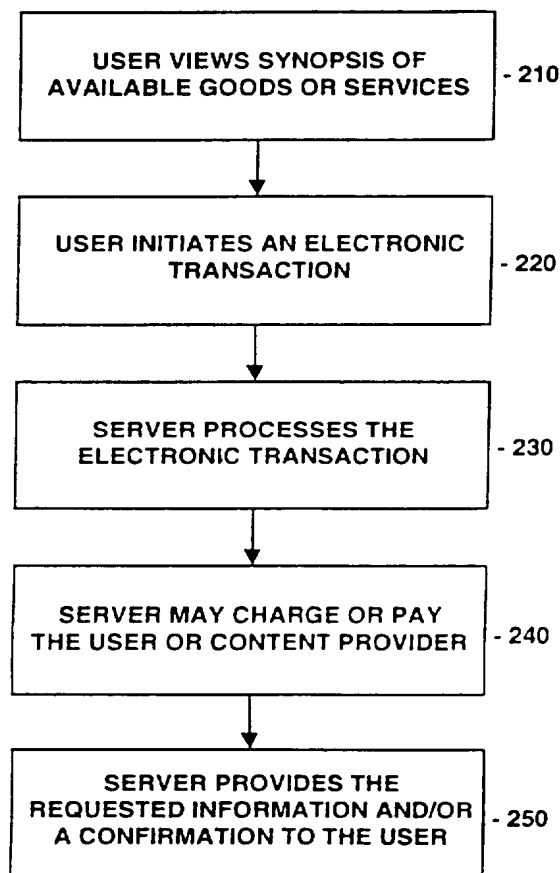 USER VIEWS SYNOPSIS OF
AVAILABLE GOODS OR SERVICES
- 210
USER INITIATES AN ELECTRONIC
TRANSACTION
- 220
SERVER PROCESSES THE
ELECTRONIC TRANSACTION
- 230
SERVER MAY CHARGE OR PAY
THE USER OR CONTENT PROVIDER
- 240
SERVER PROVIDES THE
REQUESTED INFORMATION AND/OR
A CONFIRMATION TO THE USER
- 250